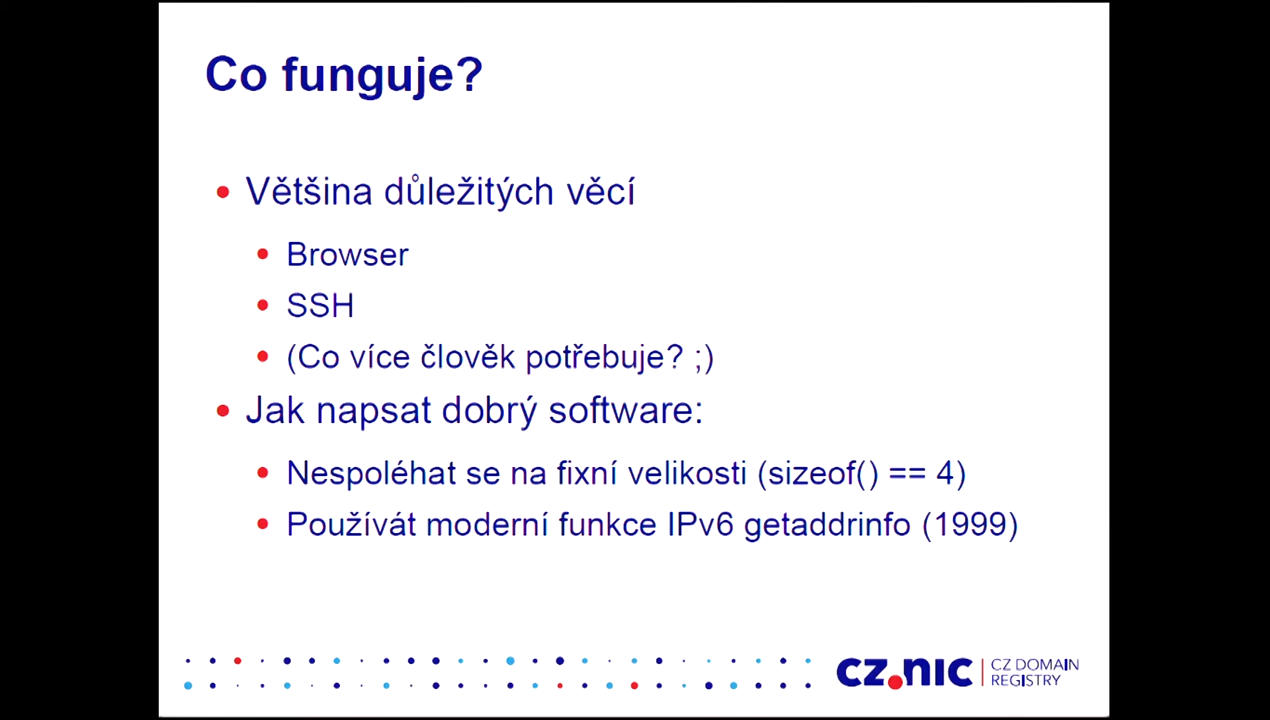 Co funguje?
Většina důležitých věcí
Browser
SSH
(Co více člověk potřebuje? ;)
Jak napsat dobrý software:
Nespoléhat se na fixní velikosti (sizeof() == 4)
Používát moderní funkce IPv6 getaddrinfo (1999)
CZ.NIC
CZ DOMAIN
REGISTRY